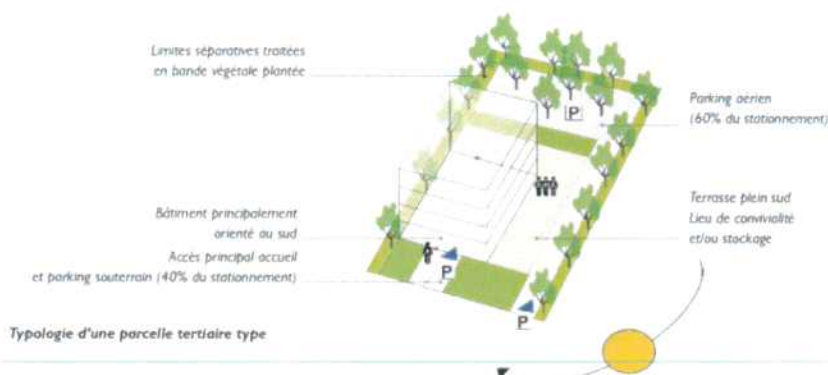 Limites séparatives traitées
en bande végétale plantée
P
Parking aérien
(60% du stationnement)
Terrasse plein sud
Lieu de convivialité
et/ou stockage
Bâtiment principalement
orienté au sud
Accès principal accueil
et parking souterrain (40% du stationnement)
P
P
Typologie d'une parcelle tertiaire type